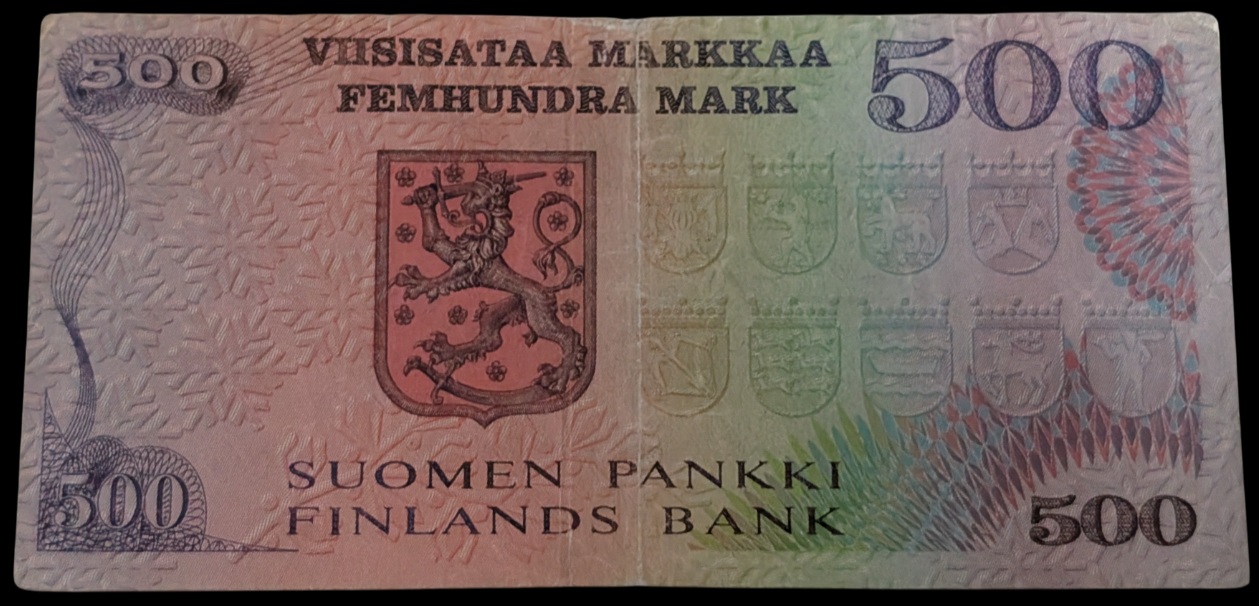 500
VIISISATAA MARKKAA
FEMHUNDRA MARK
500
SUOMEN PANKKI
FINLANDS BANK
500
500